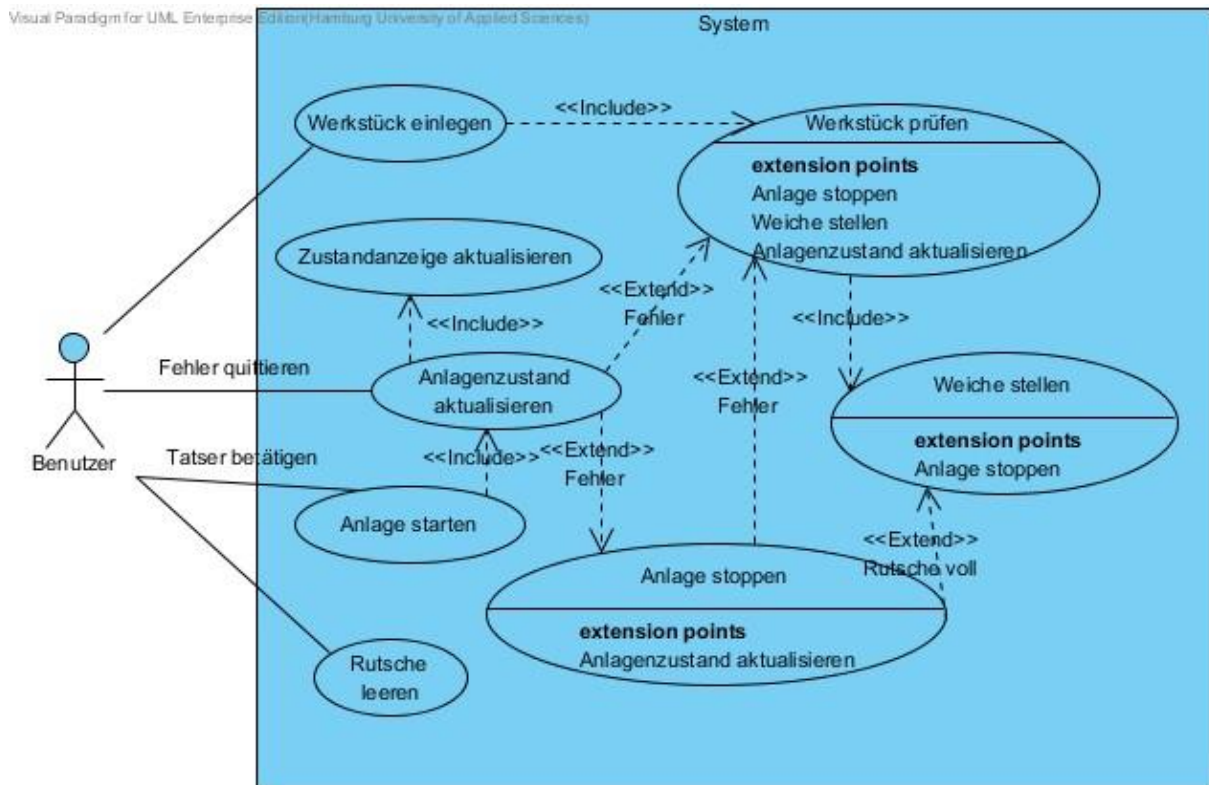 Visual Paradigm for UML Enterprise Edition(Hamburg University of Applied Sciences)
System
Werkstück einlegen
<<Include>>
Werkstück prüfen
extension points
Anlage stoppen
Weiche stellen
Anlagenzustand aktualisieren
Zustandanzeige aktualisieren
<<Extend>>
Fehler
<<Include>>
<<Include>>
Fehler quiftieren
Anlagenzustand
aktualisieren
<<Extend>>
Fehler
Weiche stellen
extension points
Anlage stoppen
Benutzer
Tatser betätigen
<<Include>>
<<Extend>>
Fehler
Anlage starten
<<Extend>>
Rutsche voll
Anlage stoppen
extension points
Anlagenzustand aktualisieren
Rutsche
leeren